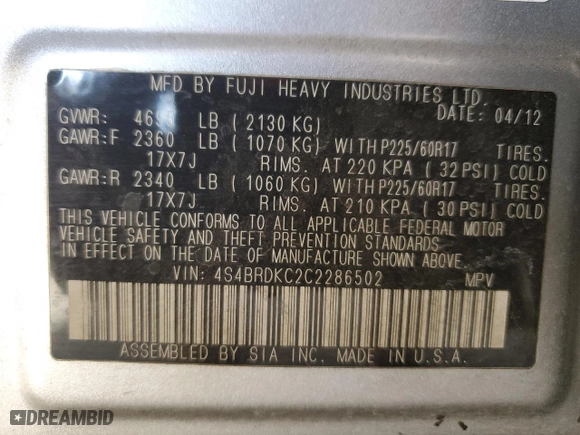 MFD BY FUJI HEAVY INDUSTRIES LTD.
DATE: 04/12
GVWR: LB (2130 KG)
GAWR:F 2360 LB (1070 KG) WITH P225/60R17 TIRES.
17X7J RIMS. AT 220 KPA (32 PSI) COLD
GAWR:R 2340 LB (1060 KG) WITH P225/60R17 TIRES.
17X7J RIMS. AT 210 KPA (30 PSI) COLD
THIS VEHICLE CONFORMS TO ALL APPLICABLE FEDERAL MOTOR
VEHICLE SAFETY AND THEFT PREVENTION STANDARDS
IN EFFECT ON THE DATE OF MANUFACTURE SHOWN ABOVE.
VIN: 4S4BRDKC2C2286502 MPV
ASSEMBLED BY SIA INC. MADE IN U.S.A.
DREAMBID